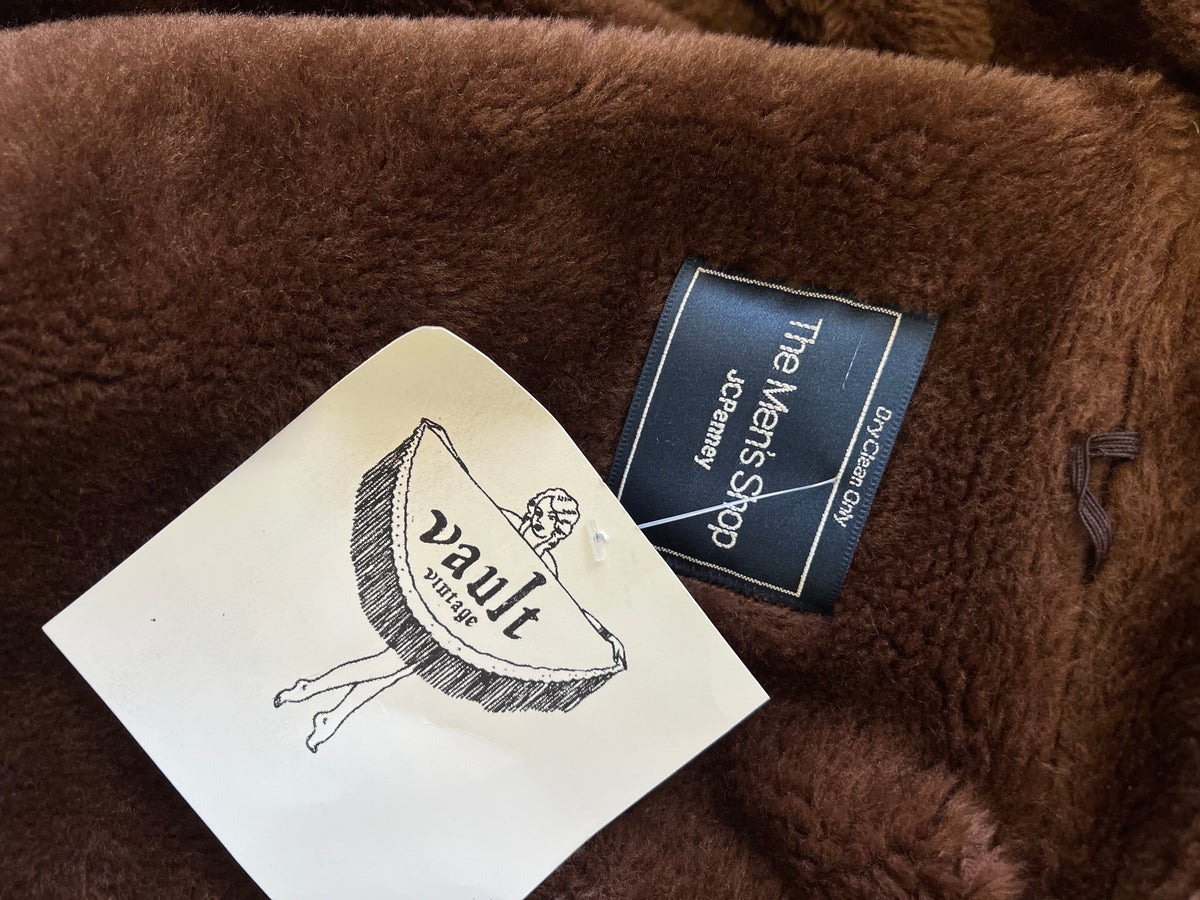 The Men's Shop
JCPenney
Dry Clean Only
vault
vintage